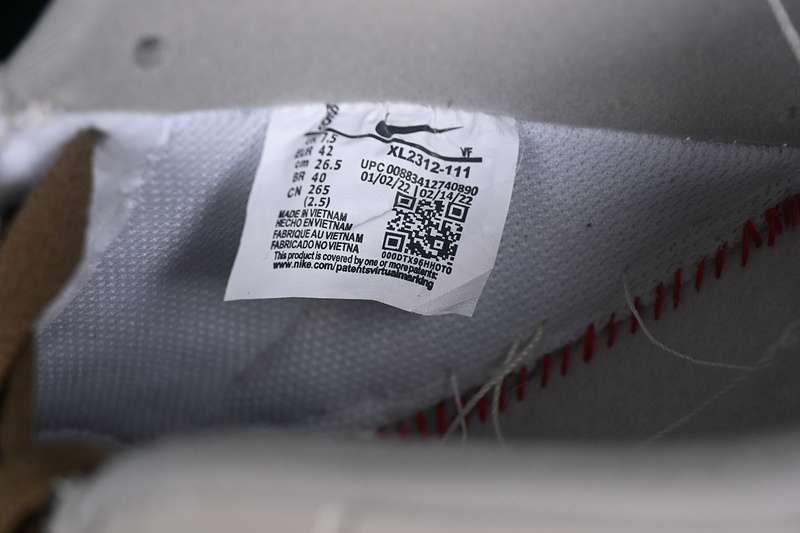 7.5
EUR 42
cm 26.5
BR 40
CN 265
(2.5)
VF
XL2312-111
UPC 00883412740890
01/02/22 | 02/14/22
MADE IN VIETNAM
HECHO EN VIETNAM
FABRIQUE AU VIETNAM
FABRICADO NO VIETNA
000DTX96HHOTO
This product is covered by one or more patents:
www.nike.com/patentsvirtualmarking